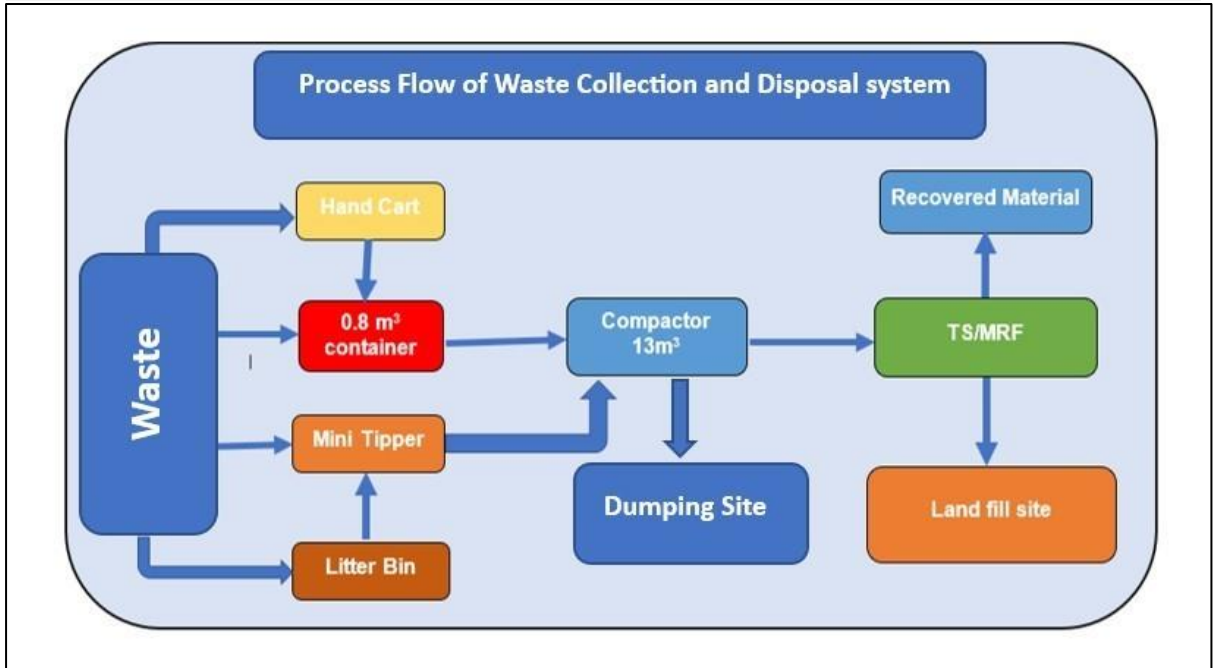 Process Flow of Waste Collection and Disposal system
Hand Cart
Recovered Material
Waste
0.8 m³
container
Compactor
13m³
TS/MRF
Mini Tipper
Dumping Site
Land fill site
Litter Bin